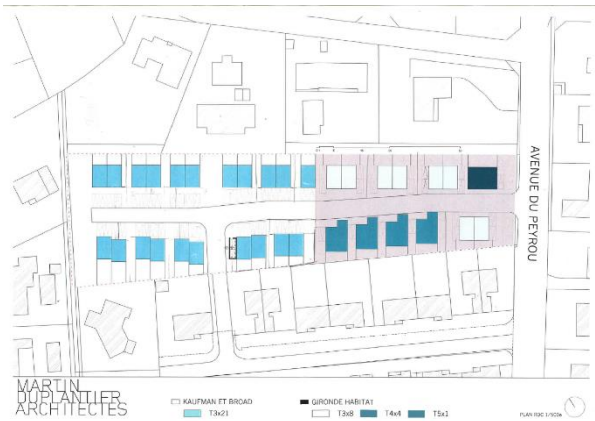 AVENUE DU PEYROU
MARTIN
DUPLANTIER
ARCHITECTES
KAUFMAN ET BROAD
T3x21
GIRONDE HABITAT
T3x8 T4x4 T5x1